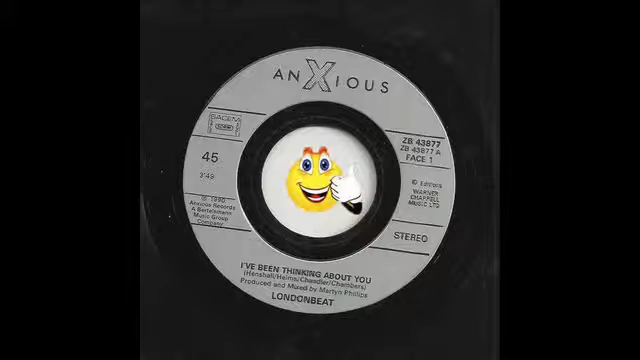 ANXIOUS
SACEM
45
3:49
℗ 1990
Anxious Records
A Bertelsmann
Music Group
Company
ZB 43877
ZB 43877 A
FACE 1
© Editions
WARNER
CHAPPELL
MUSIC LTD
STEREO
I'VE BEEN THINKING ABOUT YOU
(Henshall/Helms/Chandler/Chambers)
Produced and Mixed by Martyn Phillips
LONDONBEAT